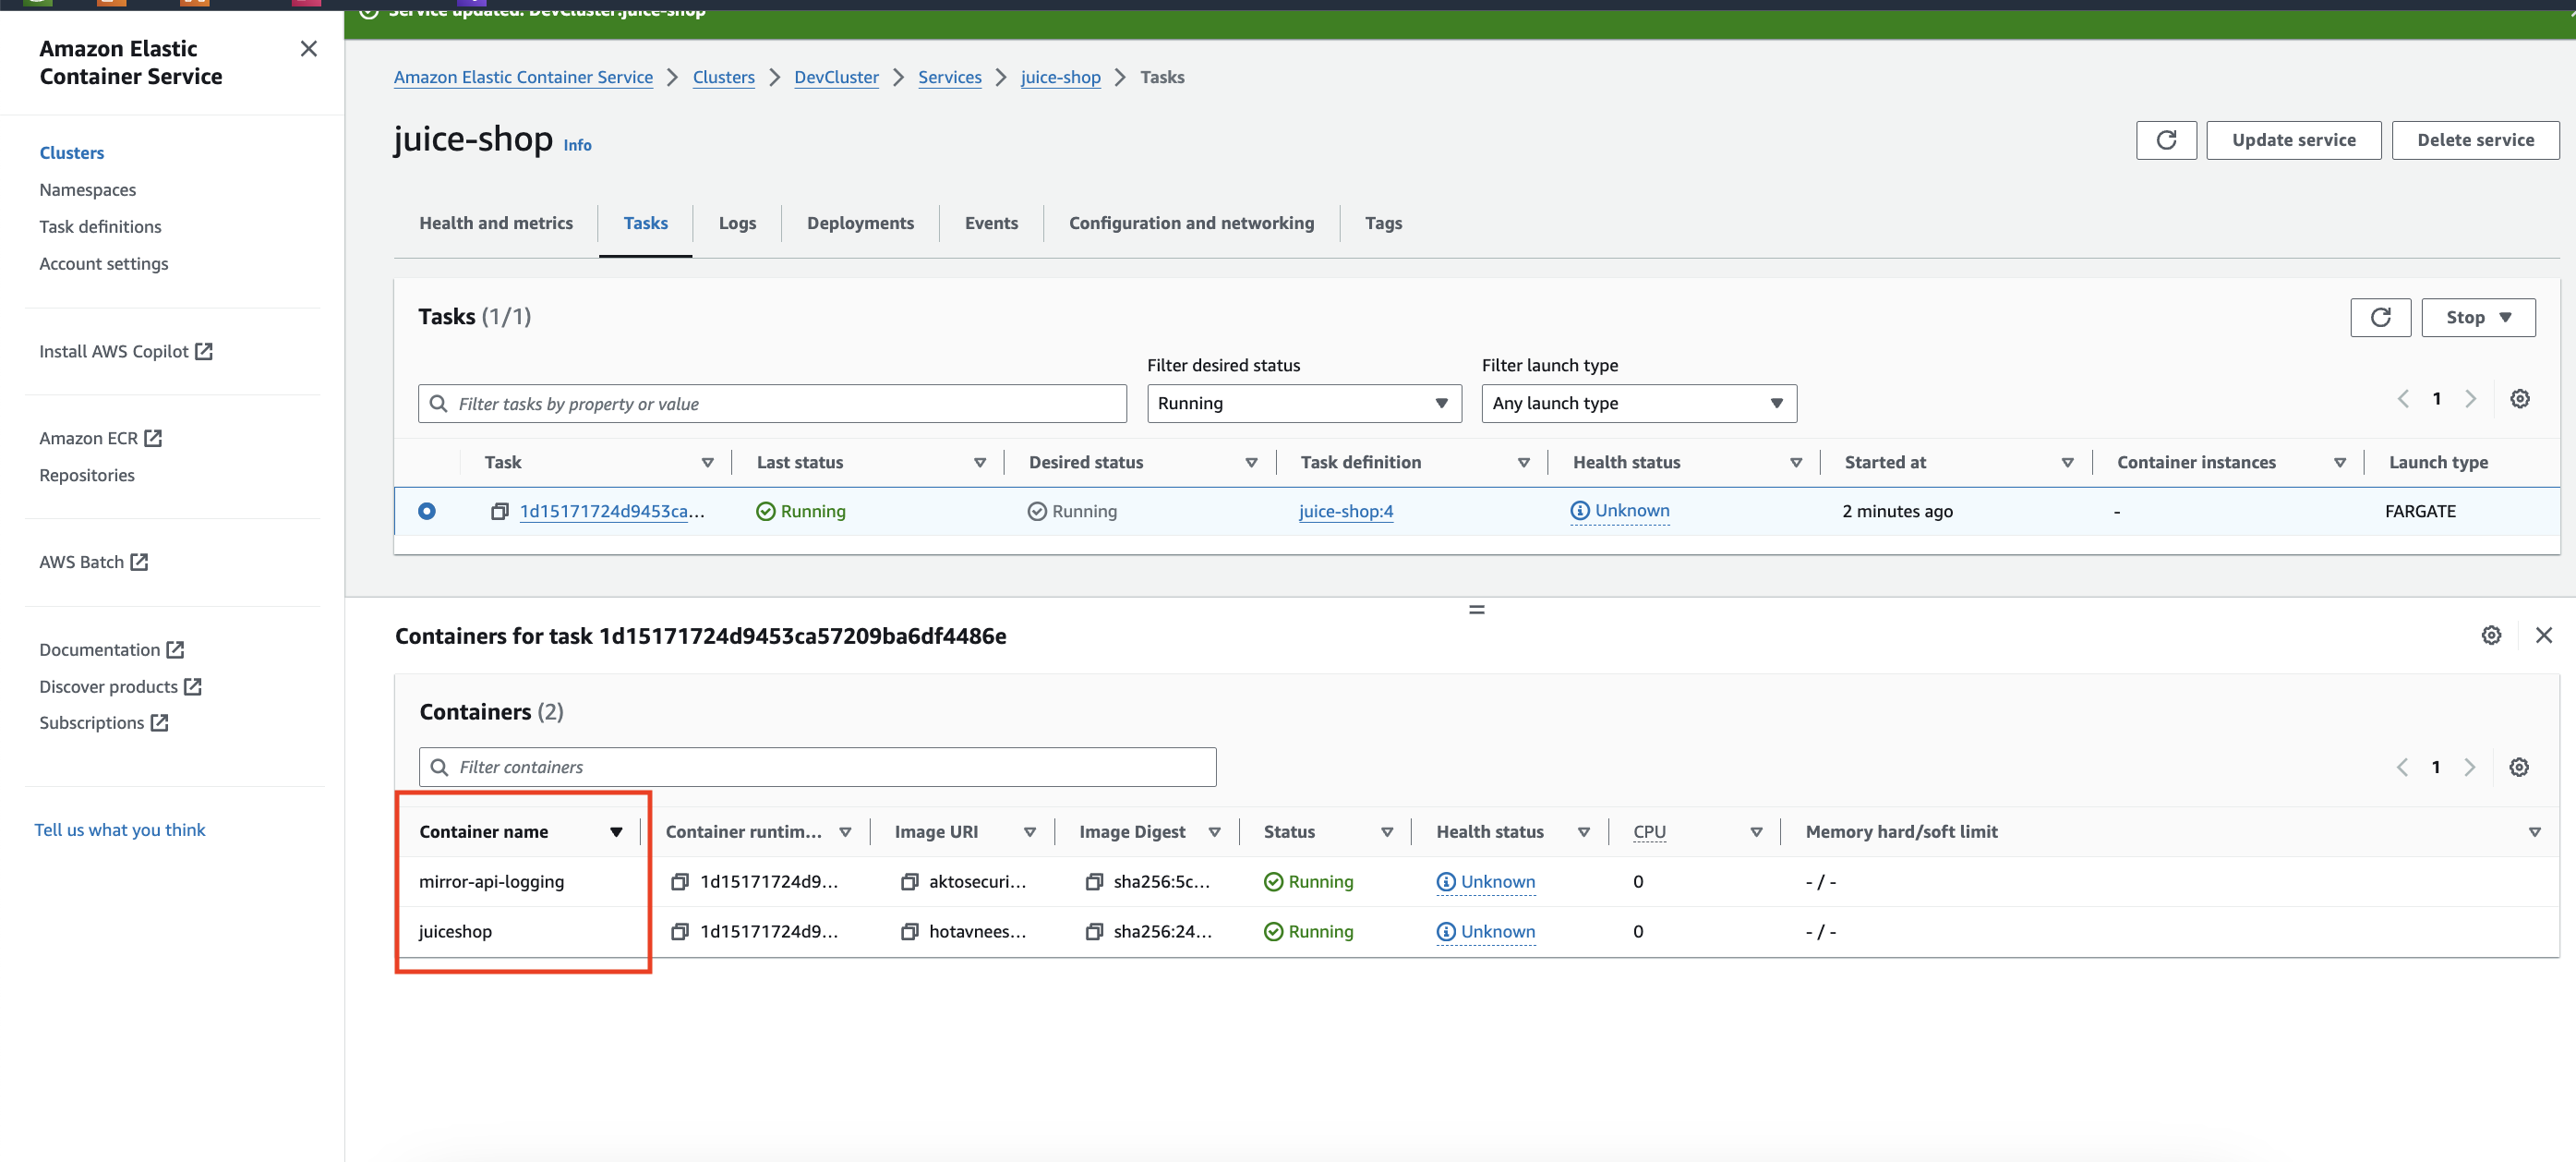 Service updated: DevCluster:juice-shop
Amazon Elastic
Container Service
Clusters
Namespaces
Task definitions
Account settings
Install AWS Copilot
Amazon ECR
Repositories
AWS Batch
Documentation
Discover products
Subscriptions
Tell us what you think
Amazon Elastic Container Service > Clusters > DevCluster > Services > juice-shop > Tasks
juice-shop Info
Update service Delete service
Health and metrics Tasks Logs Deployments Events Configuration and networking Tags
Tasks (1/1)
Stop
Filter desired status Filter launch type
Filter tasks by property or value Running Any launch type 1
Task Last status Desired status Task definition Health status Started at Container instances Launch type
1d15171724d9453ca... Running Running juice-shop:4 Unknown 2 minutes ago - FARGATE
Containers for task 1d15171724d9453ca57209ba6df4486e
Containers (2)
Filter containers 1
Container name Container runtim... Image URI Image Digest Status Health status CPU Memory hard/soft limit
mirror-api-logging 1d15171724d9... aktosecuri... sha256:5c... Running Unknown 0 - / -
juiceshop 1d15171724d9... hotavnees... sha256:24... Running Unknown 0 - / -